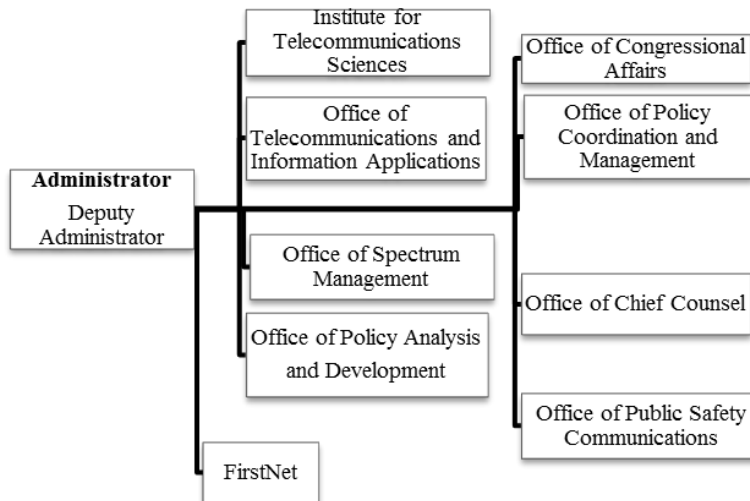 Administrator
Deputy
Administrator
Institute for
Telecommunications
Sciences
Office of
Telecommunications and
Information Applications
Office of Spectrum
Management
Office of Policy Analysis
and Development
FirstNet
Office of Congressional
Affairs
Office of Policy
Coordination and
Management
Office of Chief Counsel
Office of Public Safety
Communications